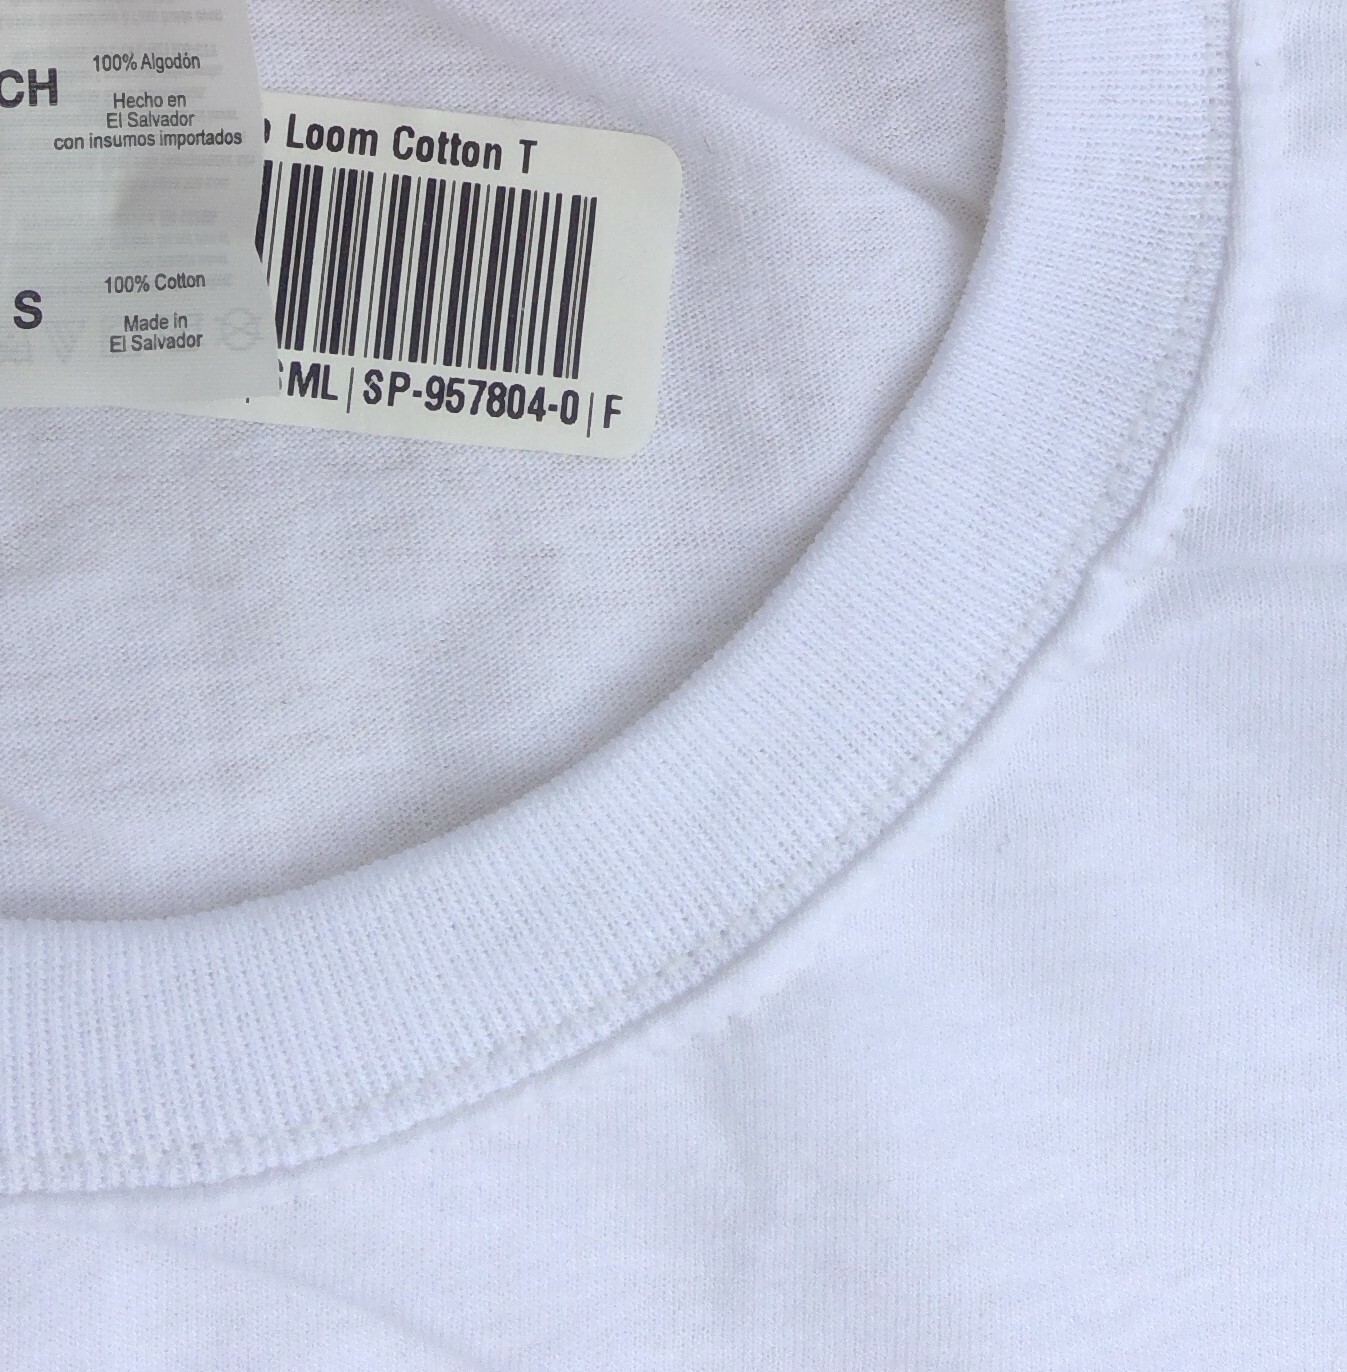 CH
100% Algodón
Hecho en
El Salvador
con insumos importados
S
100% Cotton
Made in
El Salvador
Loom Cotton T
SML | SP-957804-0 | F